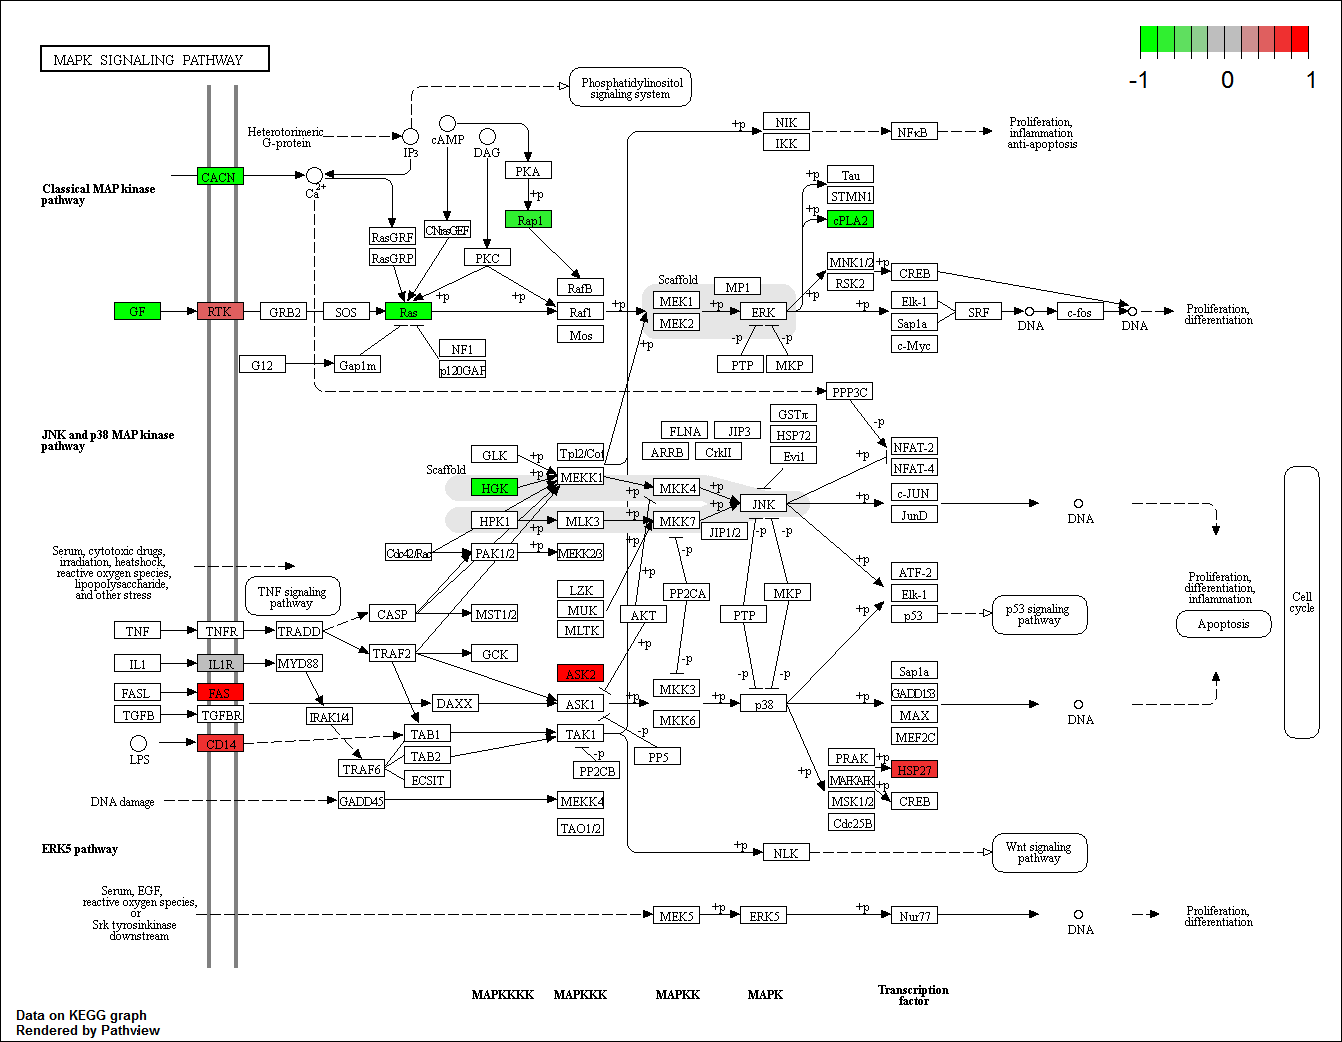 MAPK SIGNALING PATHWAY
-1 0 1
Phosphatidylinositol
signaling system
Heterotorimeric
G-protein
IP3
cAMP
DAG
PKA
+p
NIK
IKK
+p
NFκB
Proliferation,
inflammation
anti-apoptosis
Classical MAP kinase
pathway
CACN
Ca2+
Rap1
Tau
STMN1
cPLA2
+p
+p
RasGRF
RasGRP
CNrasGEF
PKC
RafB
Scaffold
MP1
MNK1/2
RSK2
+p
CREB
GF
RTK
GRB2
SOS
Ras
+p
+p
Raf1
Mos
+p
MEK1
MEK2
+p
ERK
+p
+p
Elk-1
Sap1a
c-Myc
SRF
DNA
c-fos
DNA
Proliferation,
differentiation
G12
Gap1m
NF1
p120GAP
+p
-p
-p
PTP
MKP
PPP3C
-p
JNK and p38 MAP kinase
pathway
Scaffold
GLK
HGK
HPK1
+p
+p
+p
+p
Tpl2/Cot
MEKK1
MLK3
MEKK2/3
FLNA
JIP3
ARRB
CrkII
GSTπ
HSP72
Evi1
+p
NFAT-2
NFAT-4
+p
+p
+p
+p
MKK4
MKK7
+p
+p
JNK
JIP1/2
+p
c-JUN
JunD
DNA
Cdc42/Rac
PAK1/2
-p
-p
-p
+p
ATF-2
Elk-1
p53
Serum, cytotoxic drugs,
irradiation, heatshock,
reactive oxygen species,
lipopolysaccharide,
and other stress
TNF signaling
pathway
CASP
MST1/2
LZK
MUK
MLTK
+p
AKT
+p
PP2CA
-p
PTP
MKP
-p
-p
+p
p53 signaling
pathway
Proliferation,
differentiation,
inflammation
Apoptosis
Cell
cycle
TNF
TNFR
TRADD
TRAF2
GCK
IL1
IL1R
MYD88
FASL
FAS
TGFB
TGFBR
IRAK1/4
DAXX
ASK2
ASK1
+p
MKK3
MKK6
+p
p38
+p
Sap1a
GADD153
MAX
MEF2C
DNA
LPS
CD14
TRAF6
TAB1
TAB2
ECSIT
TAK1
-p
PP2CB
-p
PP5
+p
PRAK
MAPKAPK
MSK1/2
Cdc25B
+p
+p
HSP27
CREB
DNA damage
GADD45
MEKK4
TAO1/2
+p
NLK
Wnt signaling
pathway
ERK5 pathway
Serum, EGF,
reactive oxygen species,
or
Srk tyrosinkinase
downstream
MEK5
+p
ERK5
+p
Nur77
DNA
Proliferation,
differentiation
MAPKKKK
MAPKKK
MAPKK
MAPK
Transcription
factor
Data on KEGG graph
Rendered by Pathview